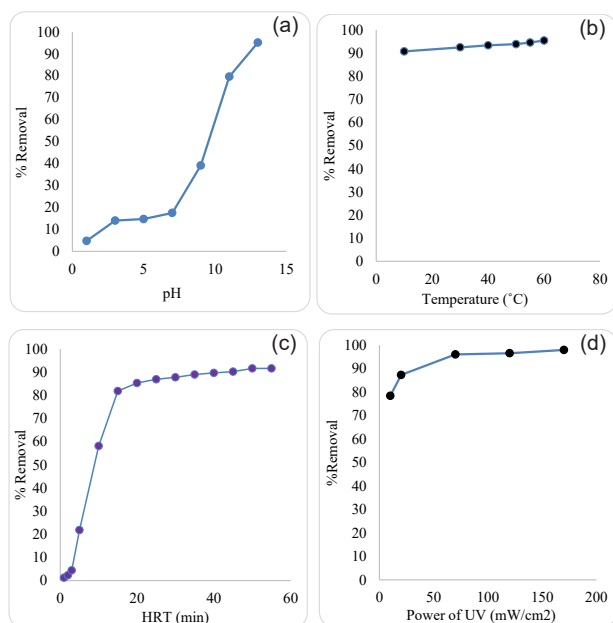 (a)
% Removal
100
90
80
70
60
50
40
30
20
10
0
0 5 10 15
pH
(b)
% Removal
100
90
80
70
60
50
40
30
20
10
0
0 20 40 60 80
Temperature (˚C)
(c)
% Removal
100
90
80
70
60
50
40
30
20
10
0
0 20 40 60
HRT (min)
(d)
%Removal
100
90
80
70
60
50
40
30
20
10
0
0 50 100 150 200
Power of UV (mW/cm2)